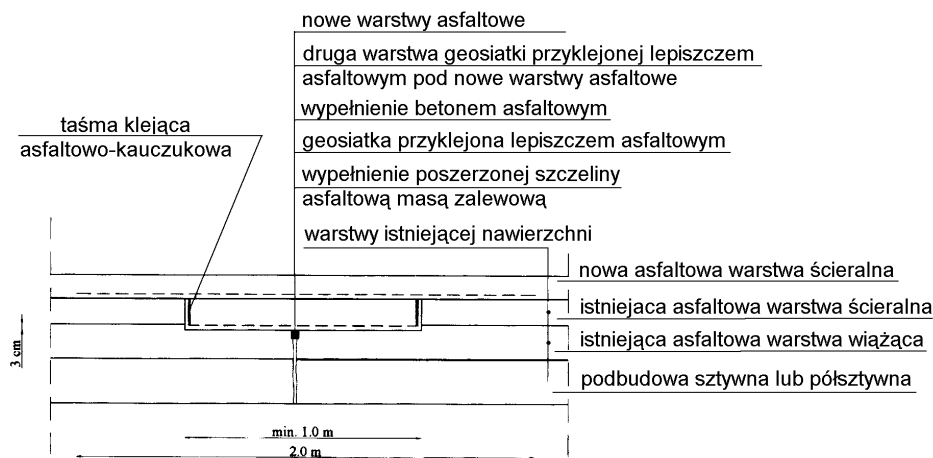 nowe warstwy asfaltowe
druga warstwa geosiatki przyklejonej lepiszczem
asfaltowym pod nowe warstwy asfaltowe
wypełnienie betonem asfaltowym
taśma klejąca
asfaltowo-kauczukowa
geosiatka przyklejona lepiszczem asfaltowym
wypełnienie poszerzonej szczeliny
asfaltową masą zalewową
warstwy istniejącej nawierzchni
nowa asfaltowa warstwa ścieralna
istniejaca asfaltowa warstwa ścieralna
istniejąca asfaltowa warstwa wiążąca
podbudowa sztywna lub półsztywna
3 cm
min. 1.0 m
2.0 m